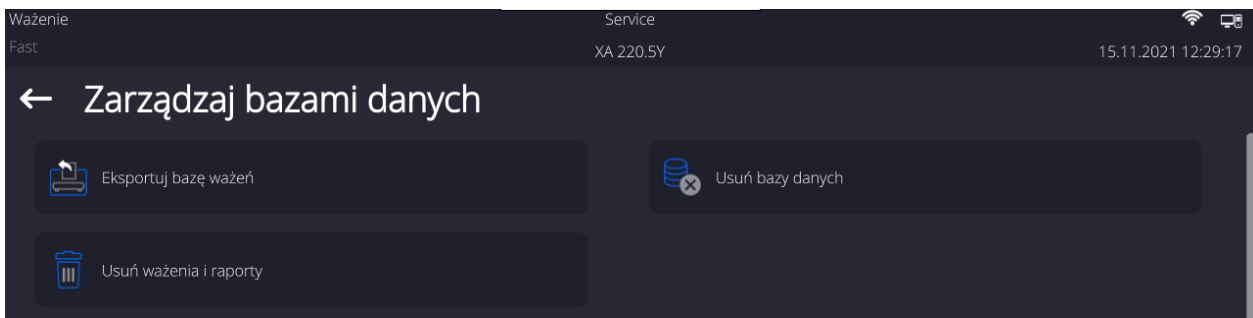 Ważenie Service
Fast XA 220.5Y 15.11.2021 12:29:17
Zarządzaj bazami danych
Eksportuj bazę ważeń
Usuń bazy danych
Usuń ważenia i raporty